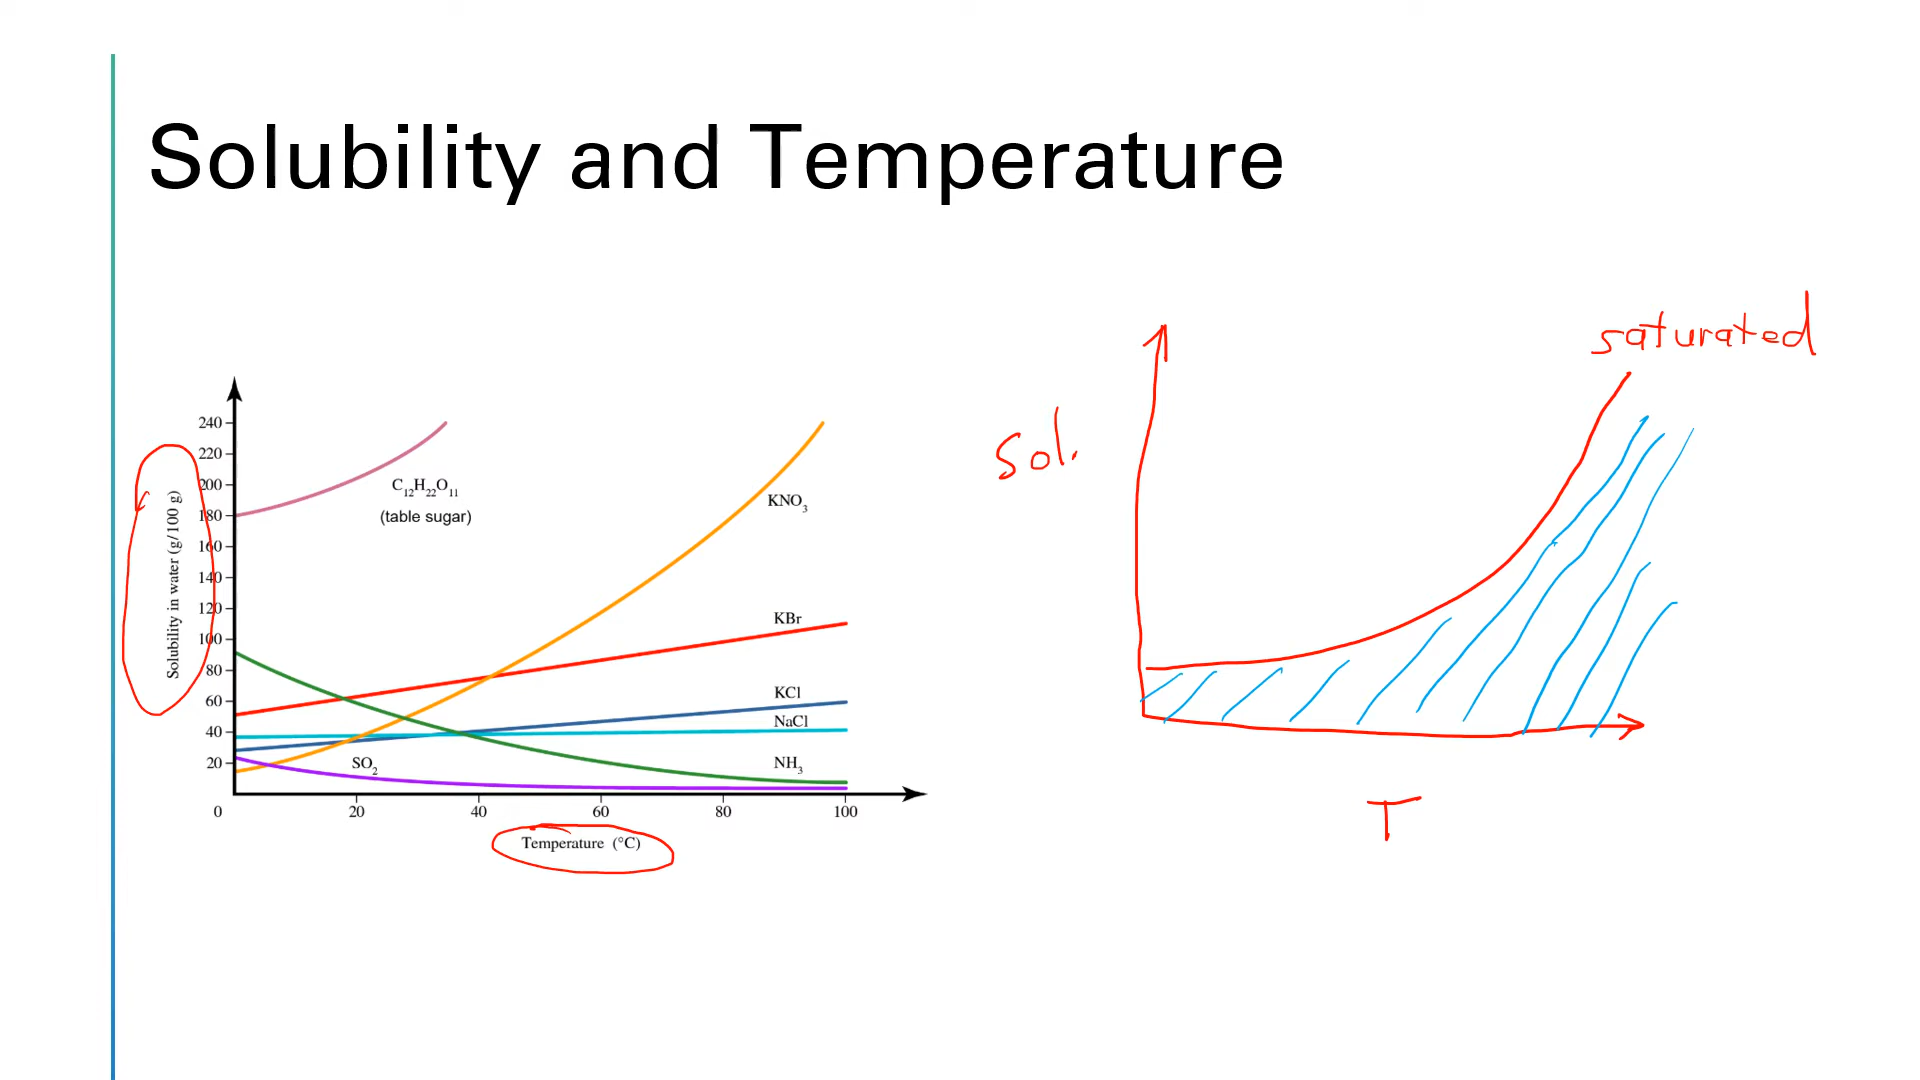 Solubility and Temperature
saturated
Sol.
T
Solubility in water (g/100 g)
240
220
200
180
160
140
120
100
80
60
40
20
0
20
40
60
80
100
Temperature (°C)
C₁₂H₂₂O₁₁
(table sugar)
KNO₃
KBr
KCl
NaCl
NH₃
SO₂